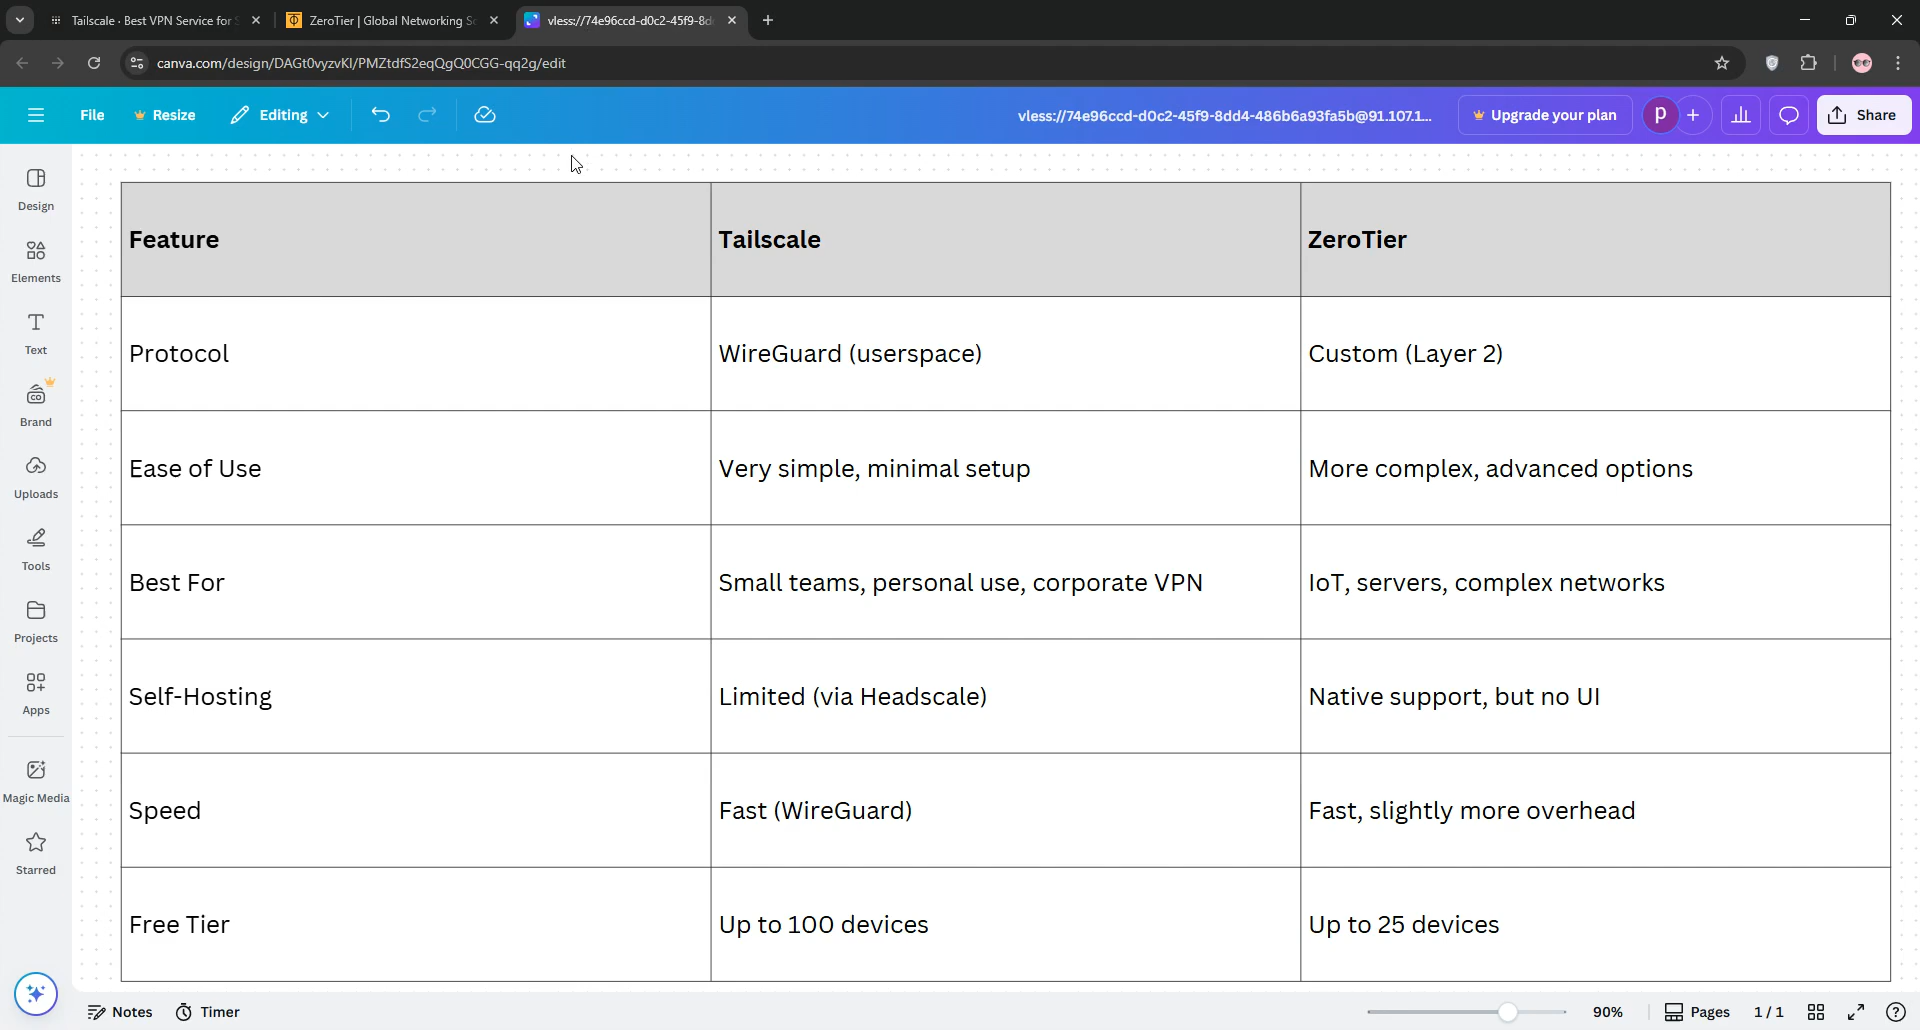 Tailscale · Best VPN Service for S
ZeroTier | Global Networking So
vless://74e96ccd-d0c2-45f9-8d
canva.com/design/DAGt0vyzvKI/PMZtdfS2eqQgQ0CGG-qq2g/edit
File
Resize
Editing
vless://74e96ccd-d0c2-45f9-8dd4-486b6a93fa5b@91.107.1...
Upgrade your plan
p
Share
Design
Elements
Text
Brand
Uploads
Tools
Projects
Apps
Magic Media
Starred
Feature Tailscale ZeroTier
Protocol WireGuard (userspace) Custom (Layer 2)
Ease of Use Very simple, minimal setup More complex, advanced options
Best For Small teams, personal use, corporate VPN IoT, servers, complex networks
Self-Hosting Limited (via Headscale) Native support, but no UI
Speed Fast (WireGuard) Fast, slightly more overhead
Free Tier Up to 100 devices Up to 25 devices
Notes Timer 90% Pages 1 / 1